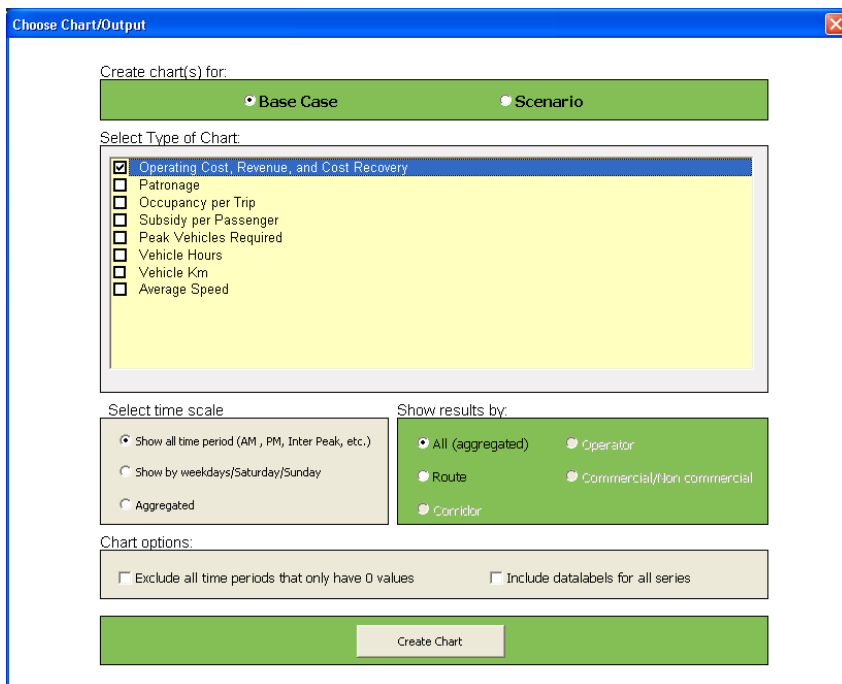 Choose Chart/Output
Create chart(s) for:
Base Case
Scenario
Select Type of Chart:
Operating Cost, Revenue, and Cost Recovery
Patronage
Occupancy per Trip
Subsidy per Passenger
Peak Vehicles Required
Vehicle Hours
Vehicle Km
Average Speed
Select time scale
Show all time period (AM , PM, Inter Peak, etc.)
Show by weekdays/Saturday/Sunday
Aggregated
Show results by:
All (aggregated)
Operator
Route
Commercial/Non commercial
Corridor
Chart options:
Exclude all time periods that only have 0 values
Include datalabels for all series
Create Chart